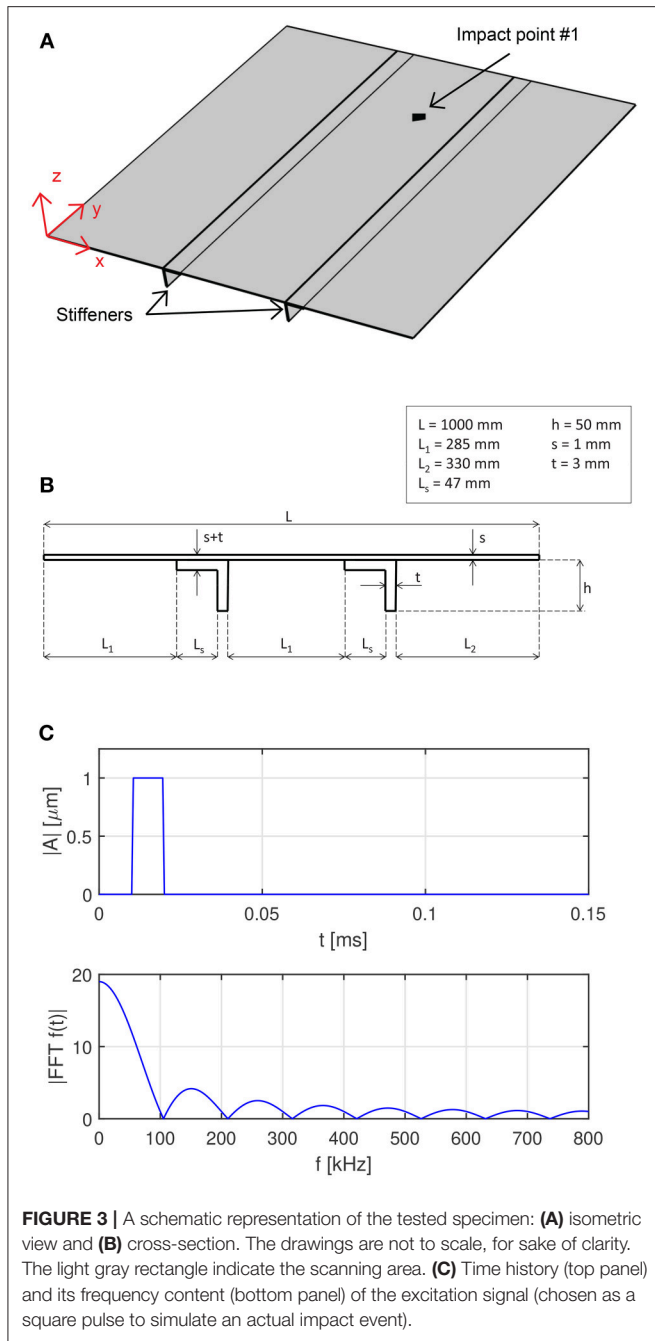 A
Impact point #1
z
y
x
Stiffeners
L = 1000 mm
h = 50 mm
L₁ = 285 mm
s = 1 mm
L₂ = 330 mm
t = 3 mm
Lₛ = 47 mm
B
L
s+t
s
t
h
L₁
Lₛ
L₁
Lₛ
L₂
C
1
0.5
0
|A| [μm]
0
0.05
0.1
0.15
t [ms]
20
10
0
|FFT f(t)|
0
100
200
300
400
500
600
700
800
f [kHz]
FIGURE 3 | A schematic representation of the tested specimen: (A) isometric
view and (B) cross-section. The drawings are not to scale, for sake of clarity.
The light gray rectangle indicate the scanning area. (C) Time history (top panel)
and its frequency content (bottom panel) of the excitation signal (chosen as a
square pulse to simulate an actual impact event).